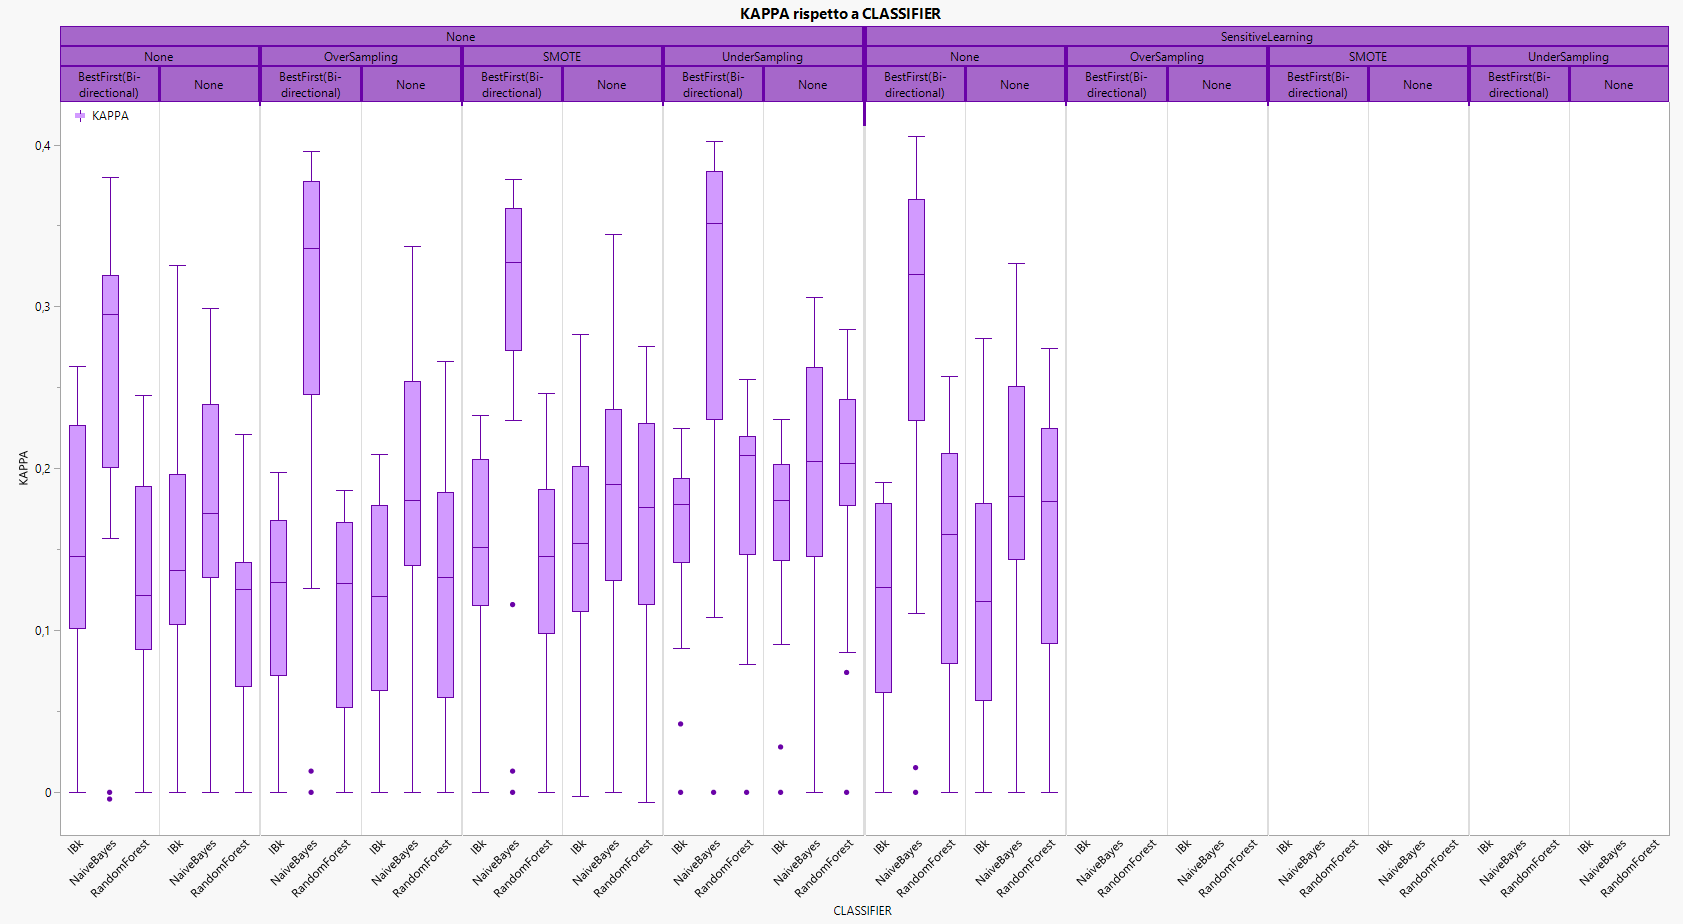 KAPPA rispetto a CLASSIFIER
None SensitiveLearning
None OverSampling SMOTE UnderSampling None OverSampling SMOTE UnderSampling
BestFirst(Bi-directional) None BestFirst(Bi-directional) None BestFirst(Bi-directional) None BestFirst(Bi-directional) None BestFirst(Bi-directional) None BestFirst(Bi-directional) None BestFirst(Bi-directional) None BestFirst(Bi-directional) None
KAPPA
0,4
0,3
KAPPA
0,2
0,1
0
IBk NaiveBayes RandomForest IBk NaiveBayes RandomForest IBk NaiveBayes RandomForest IBk NaiveBayes RandomForest IBk NaiveBayes RandomForest IBk NaiveBayes RandomForest IBk NaiveBayes RandomForest IBk NaiveBayes RandomForest IBk NaiveBayes RandomForest IBk NaiveBayes RandomForest IBk NaiveBayes RandomForest IBk NaiveBayes RandomForest IBk NaiveBayes RandomForest IBk NaiveBayes RandomForest IBk NaiveBayes RandomForest IBk NaiveBayes RandomForest
CLASSIFIER